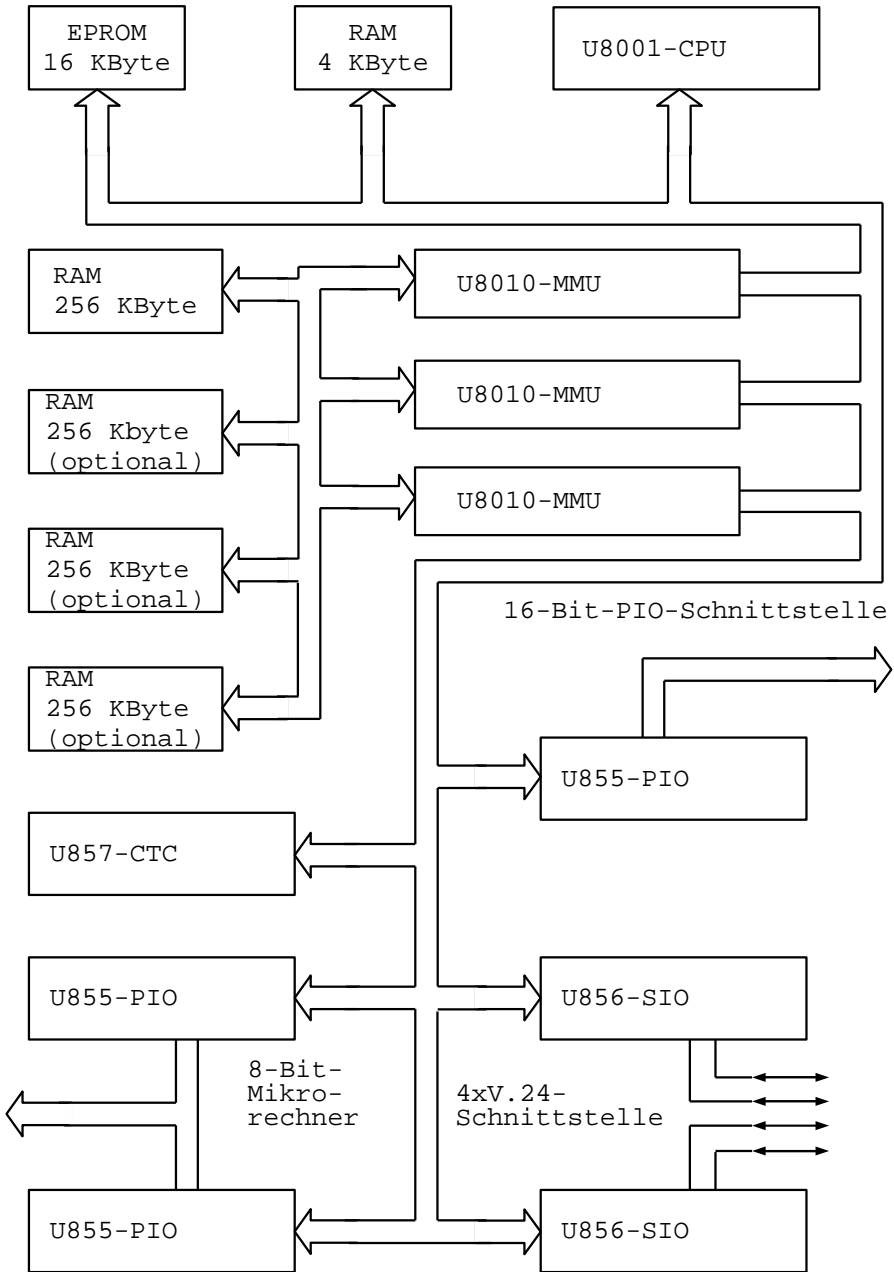 EPROM
16 KByte
RAM
4 KByte
U8001-CPU
RAM
256 KByte
U8010-MMU
RAM
256 Kbyte
(optional)
U8010-MMU
RAM
256 KByte
(optional)
U8010-MMU
16-Bit-PIO-Schnittstelle
RAM
256 KByte
(optional)
U855-PIO
U857-CTC
U855-PIO
U856-SIO
8-Bit-
Mikro-
rechner
4xV.24-
Schnittstelle
U855-PIO
U856-SIO